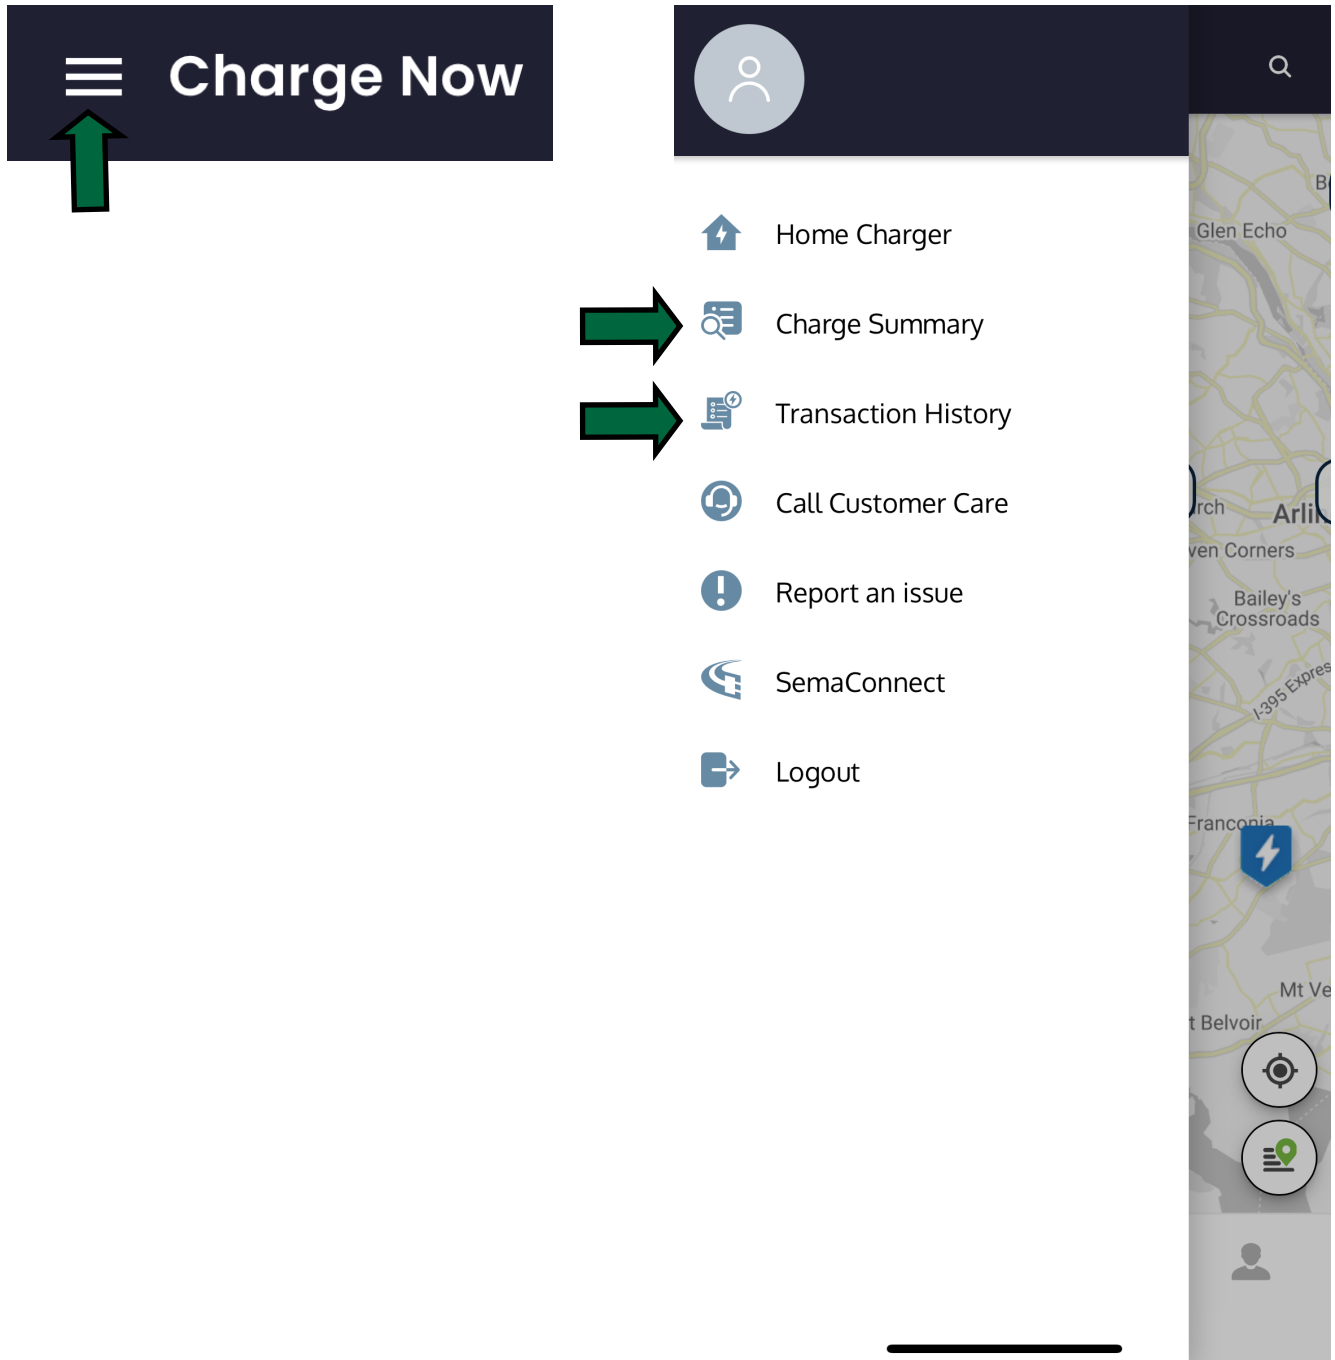 Charge Now
Home Charger
Charge Summary
Transaction History
Call Customer Care
Report an issue
SemaConnect
Logout
Glen Echo
Arli
ven Corners
Bailey's
Crossroads
I-395 Expres
Franconia
Mt Ve
t Belvoir